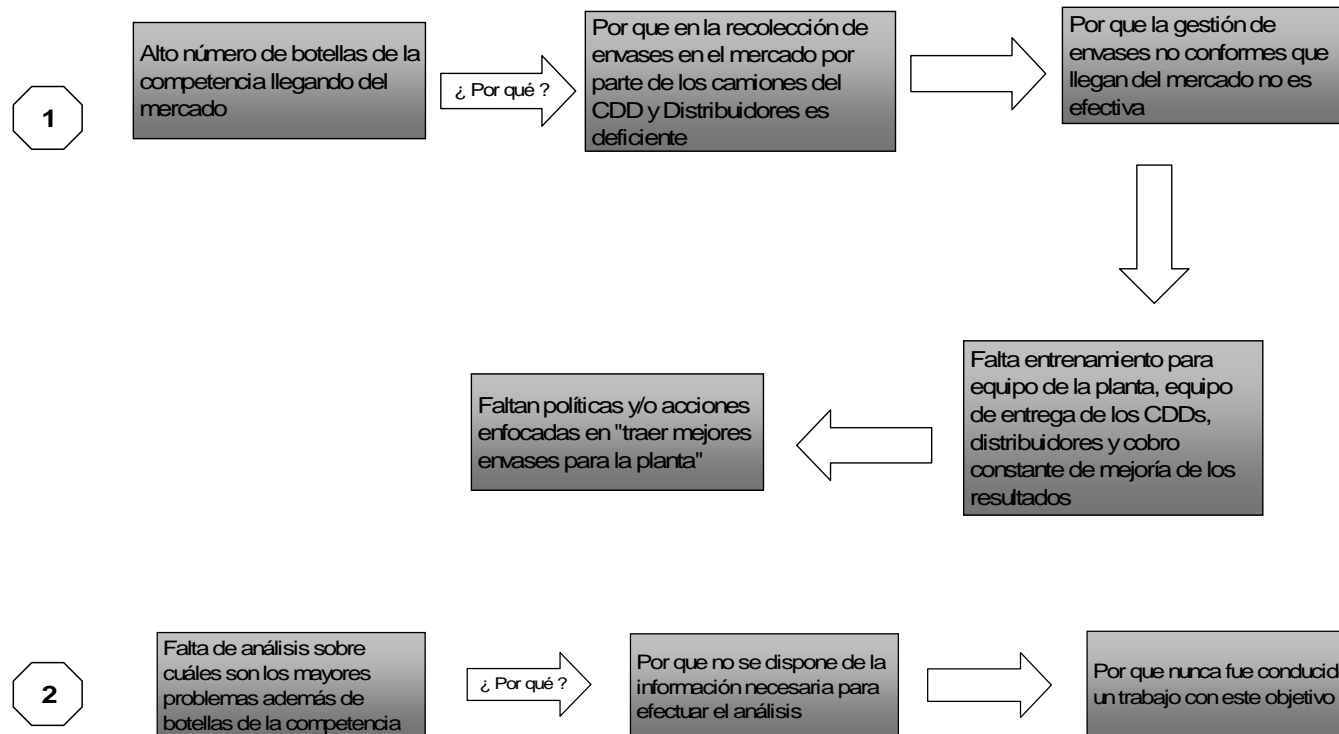 1
Alto número de botellas de la
competencia llegando del
mercado
¿ Por qué ?
Por que en la recolección de
envases en el mercado por
parte de los camiones del
CDD y Distribuidores es
deficiente
Por que la gestión de
envases no conformes que
llegan del mercado no es
efectiva
Falta entrenamiento para
equipo de la planta, equipo
de entrega de los CDDs,
distribuidores y cobro
constante de mejoría de los
resultados
Faltan políticas y/o acciones
enfocadas en "traer mejores
envases para la planta"
2
Falta de análisis sobre
cuáles son los mayores
problemas además de
botellas de la competencia
¿ Por qué ?
Por que no se dispone de la
información necesaria para
efectuar el análisis
Por que nunca fue conducid
un trabajo con este objetivo